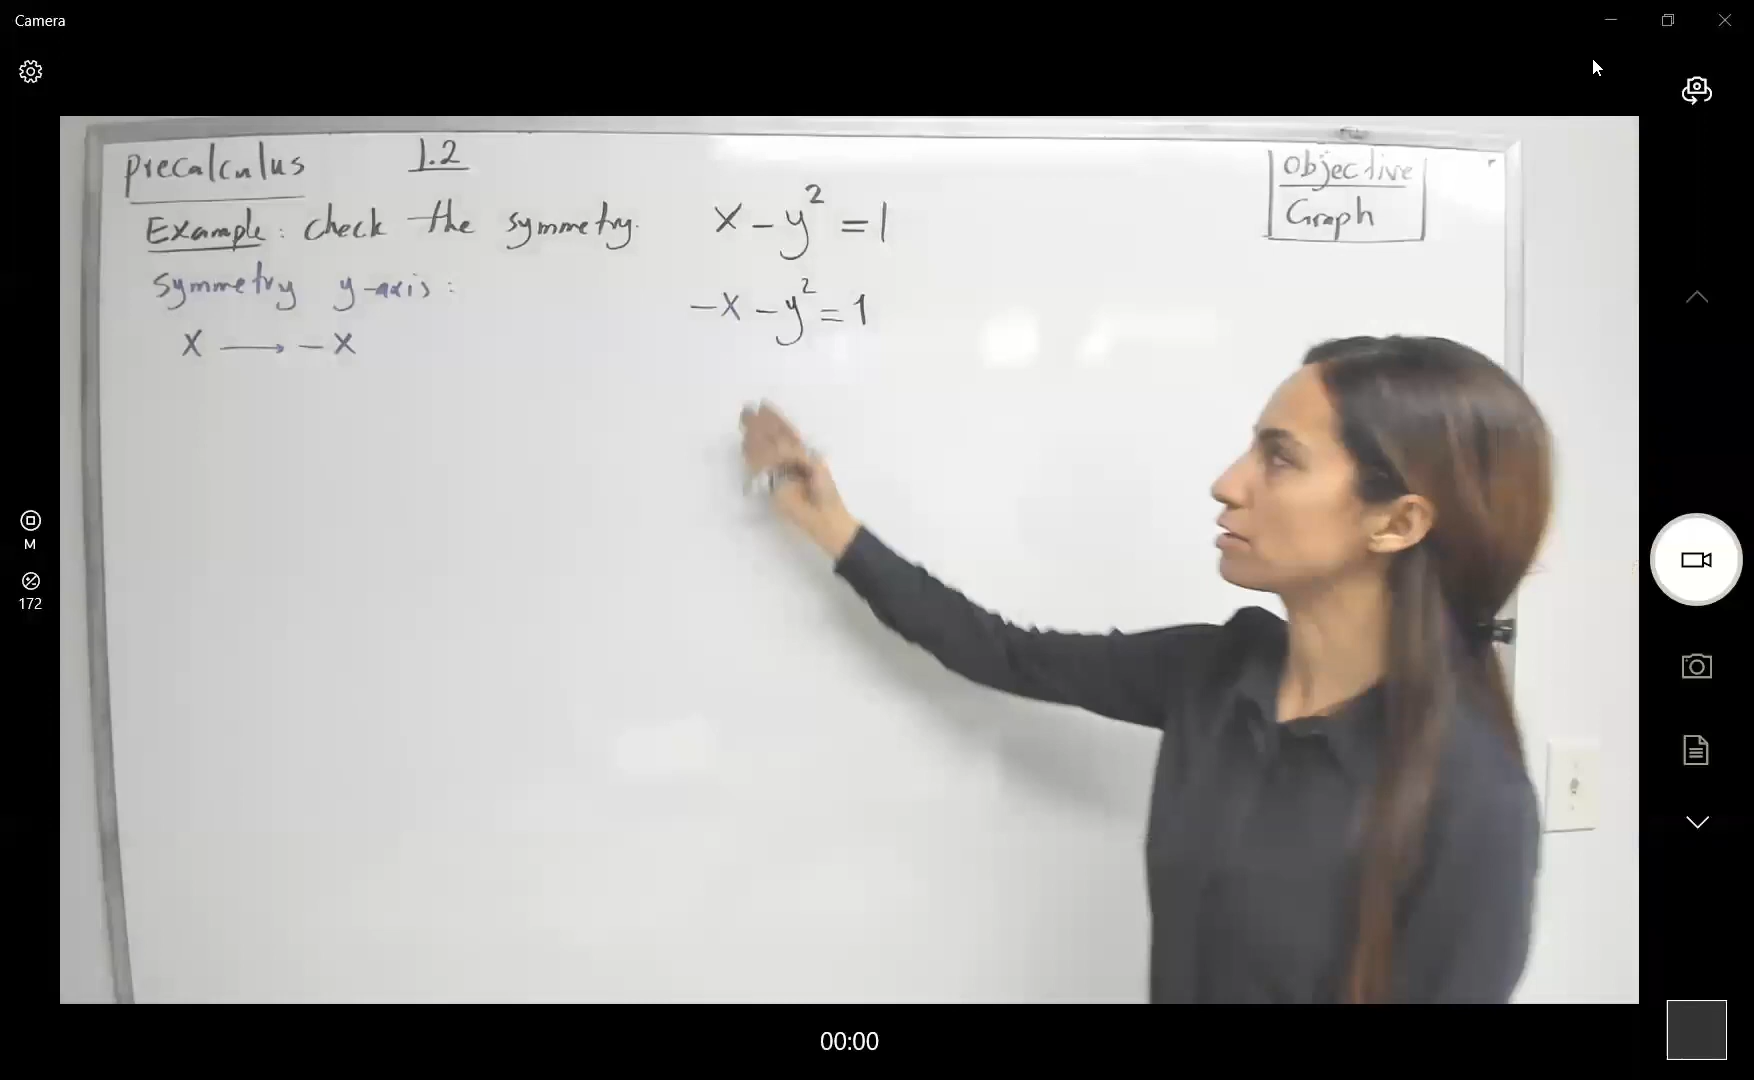 Camera
precalculus 1.2
Objective
Graph
Example: check the symmetry. x - y² = 1
symmetry y-axis:
-x - y² = 1
x → -x
M
172
00:00